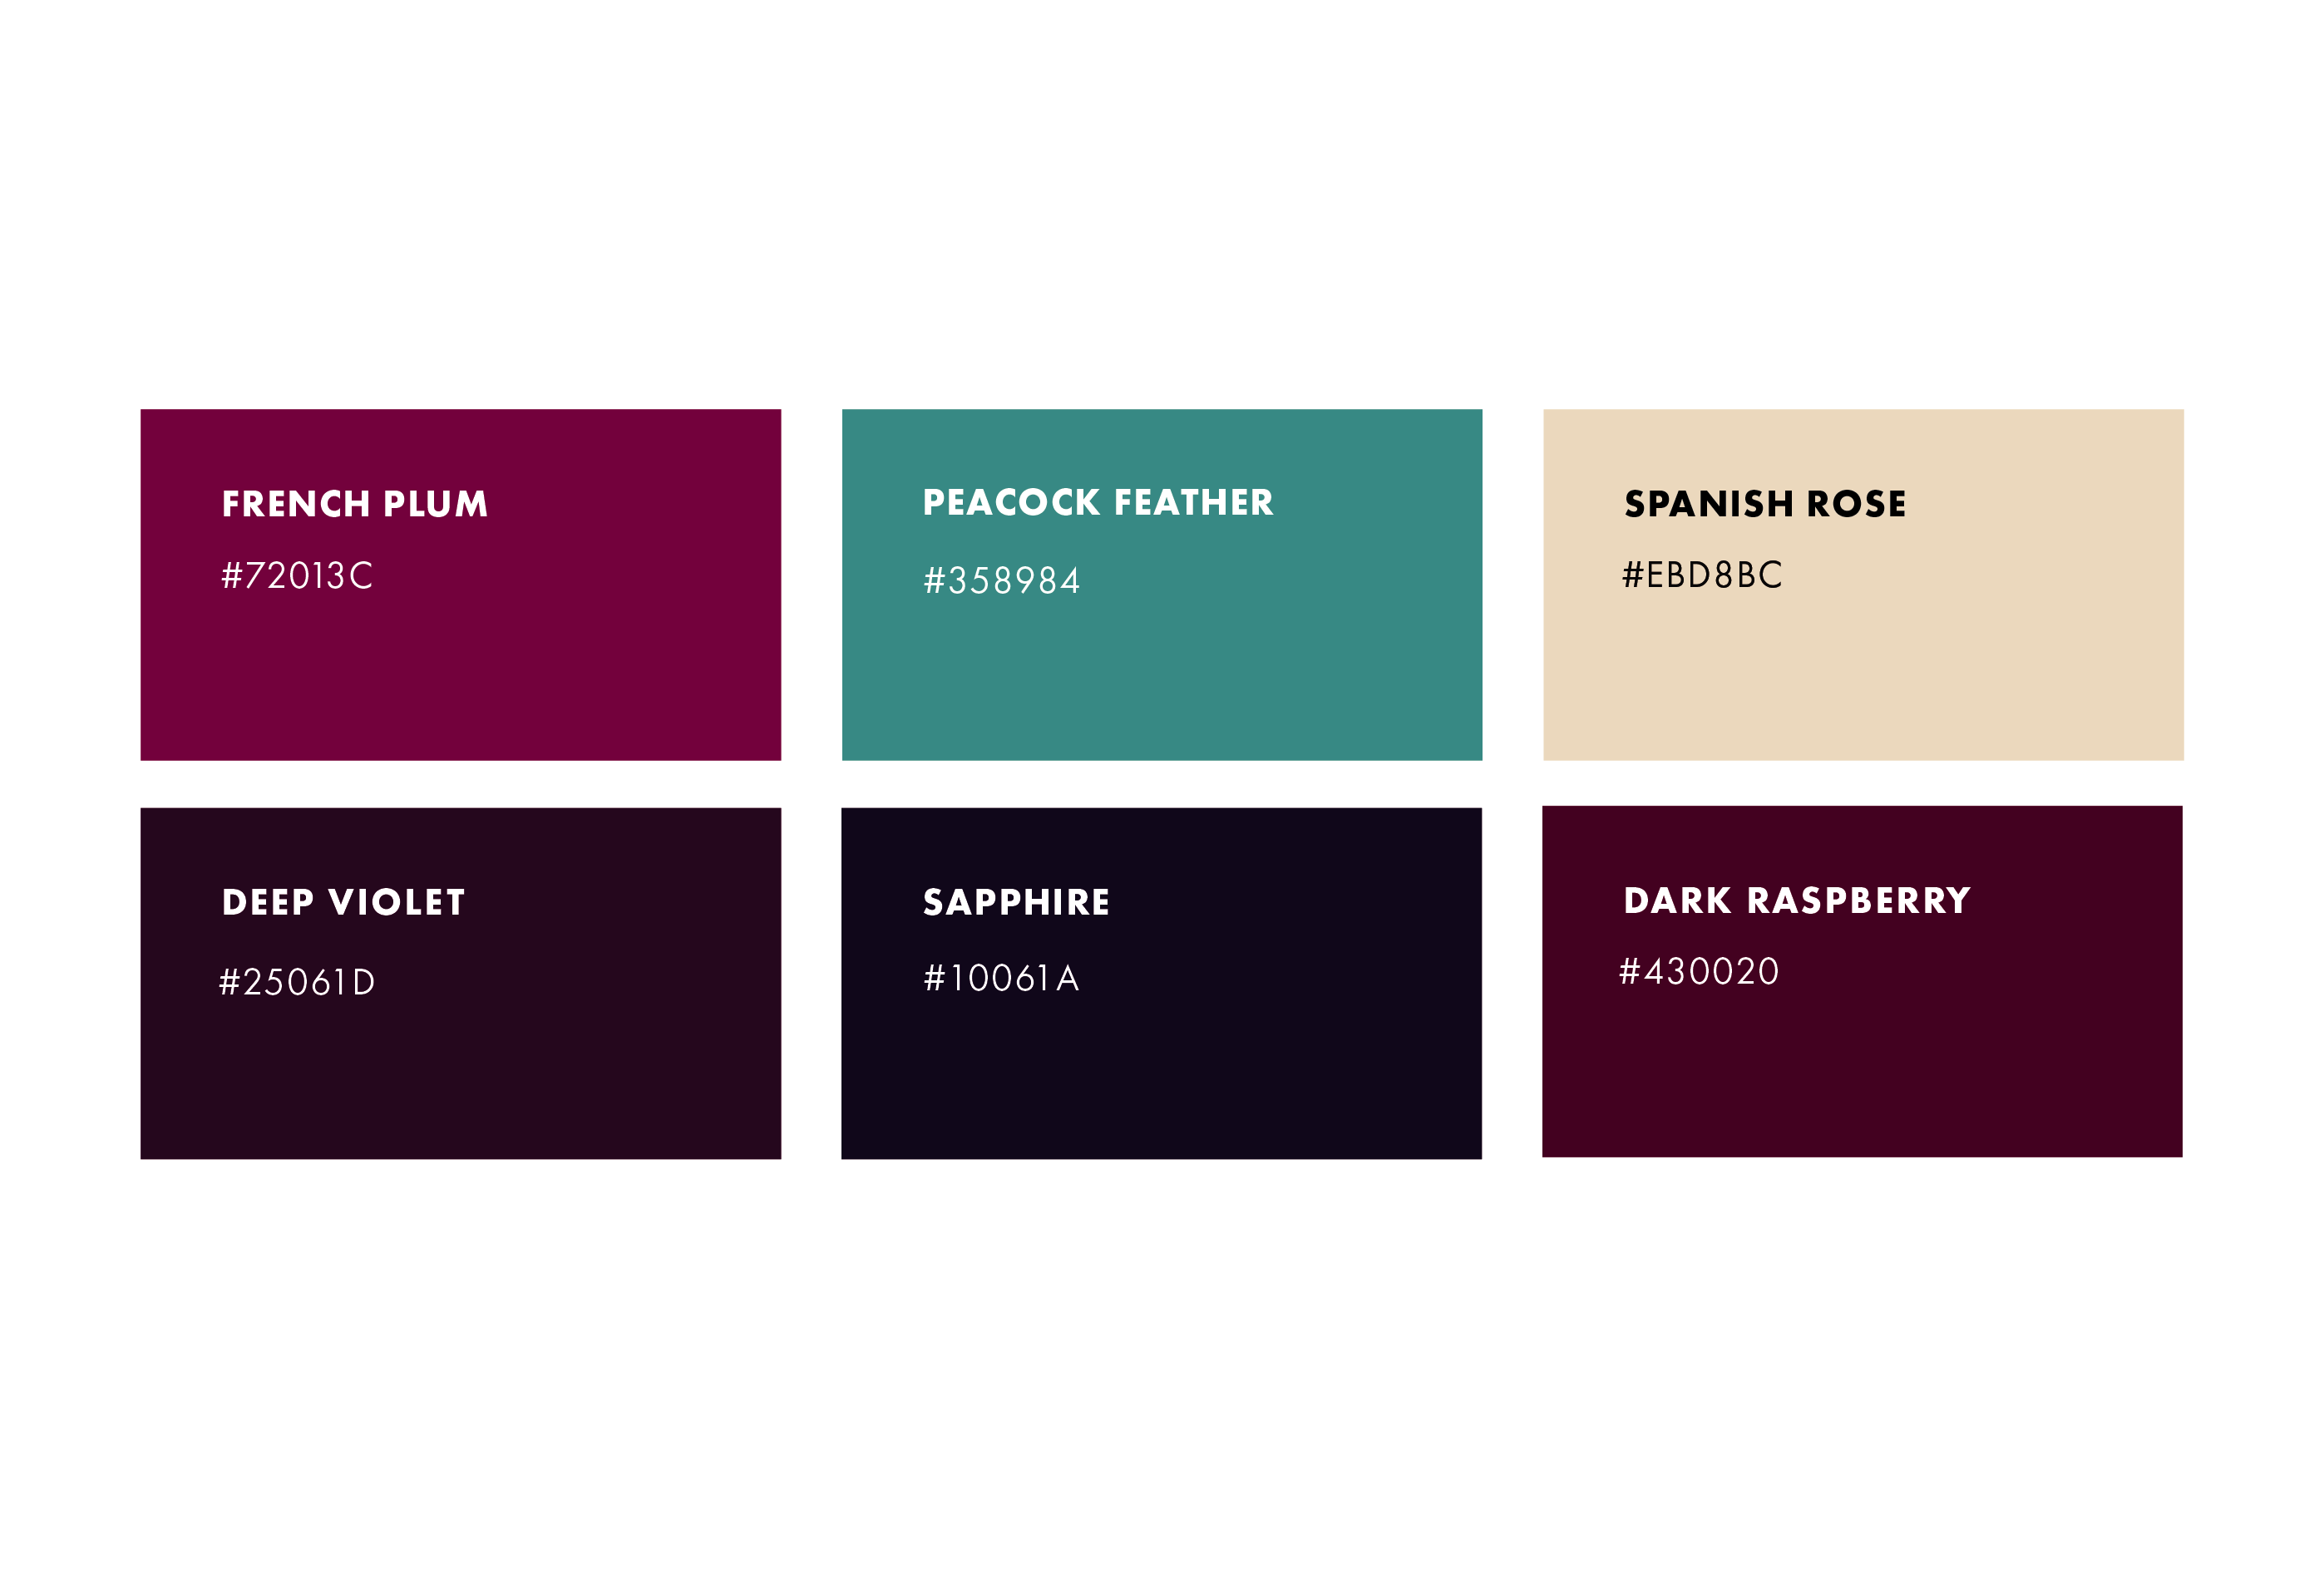 FRENCH PLUM
#72013C
PEACOCK FEATHER
#358984
SPANISH ROSE
#EBD8BC
DEEP VIOLET
#25061D
SAPPHIRE
#10061A
DARK RASPBERRY
#430020